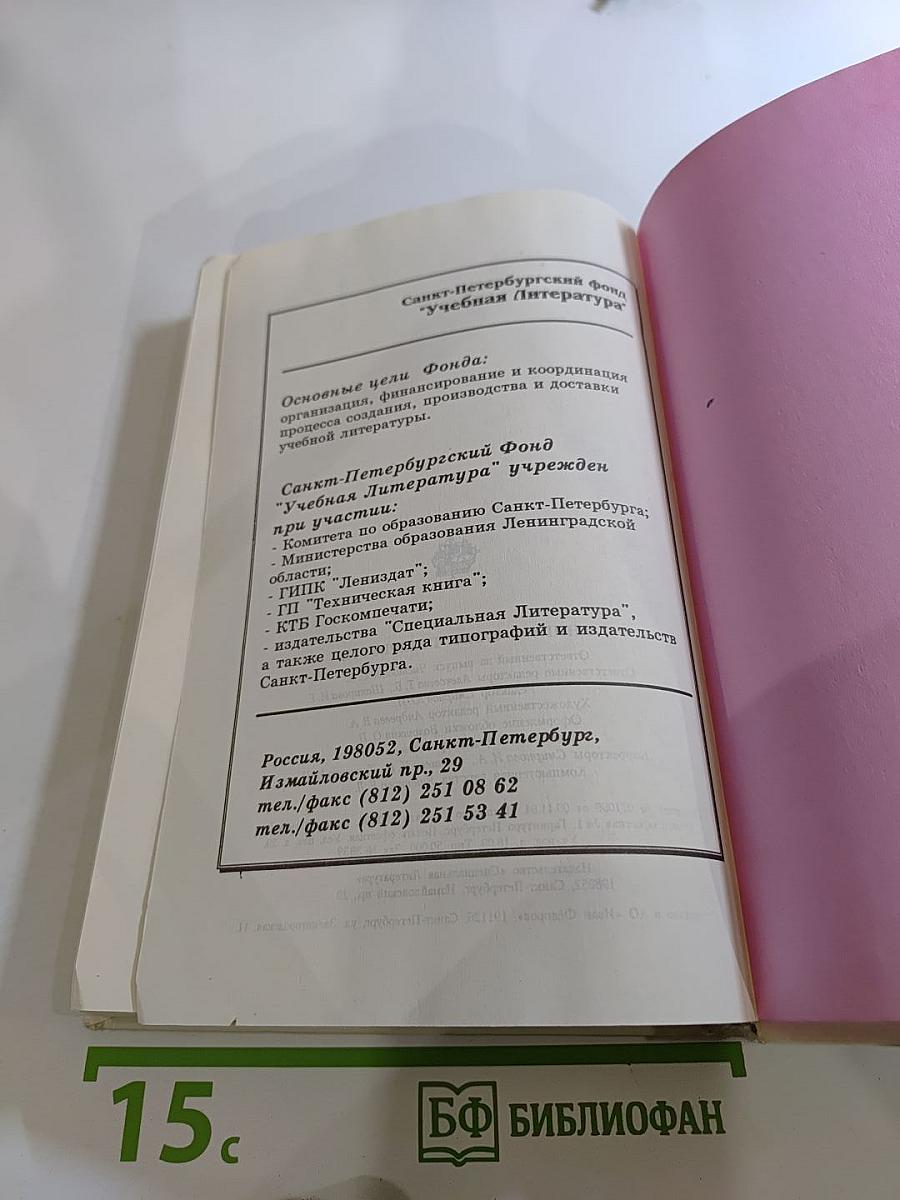 Санкт-Петербургский фонд
"Учебная Литература"
Основные цели Фонда:
организация, финансирование и координация
процесса создания, производства и доставки
учебной литературы.
Санкт-Петербургский Фонд
"Учебная Литература" учрежден
при участии:
- Комитета по образованию Санкт-Петербурга;
- Министерства образования Ленинградской
области;
- ГИПК "Лениздат";
- ГП "Техническая книга";
- КТБ Госкомпечати;
- издательства "Специальная Литература",
а также целого ряда типографий и издательств
Санкт-Петербурга.
Россия, 198052, Санкт-Петербург,
Измайловский пр., 29
тел./факс (812) 251 08 62
тел./факс (812) 251 53 41
15 с
БФ БИБЛИОФАН